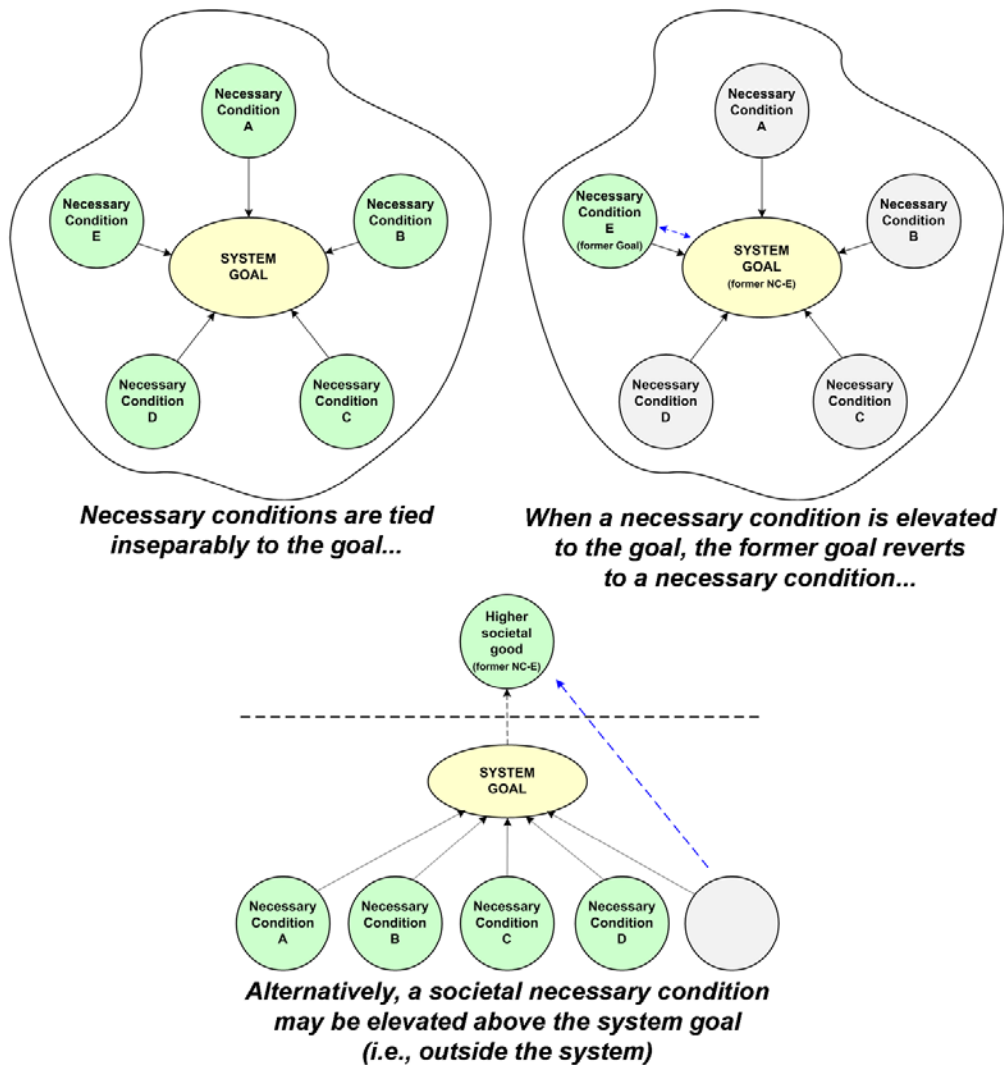 Necessary
Condition
A
Necessary
Condition
E
Necessary
Condition
B
SYSTEM
GOAL
Necessary
Condition
D
Necessary
Condition
C
Necessary conditions are tied
inseparably to the goal...
Necessary
Condition
A
Necessary
Condition
E
(former Goal)
Necessary
Condition
B
SYSTEM
GOAL
(former NC-E)
Necessary
Condition
D
Necessary
Condition
C
When a necessary condition is elevated
to the goal, the former goal reverts
to a necessary condition...
Higher
societal
good
(former NC-E)
SYSTEM
GOAL
Necessary
Condition
A
Necessary
Condition
B
Necessary
Condition
C
Necessary
Condition
D
Alternatively, a societal necessary condition
may be elevated above the system goal
(i.e., outside the system)